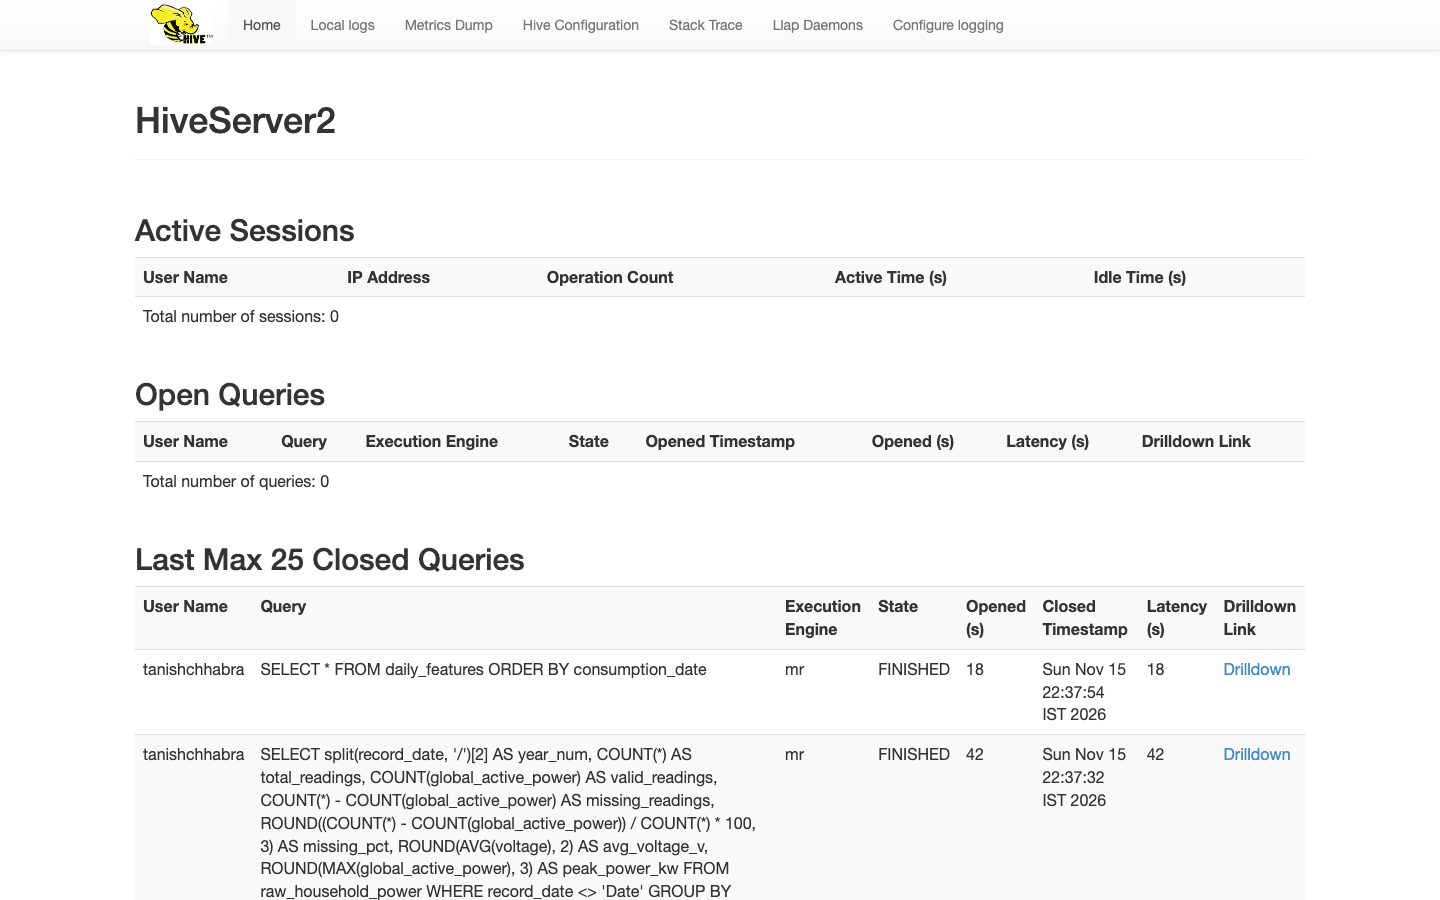 HIVE™
Home Local logs Metrics Dump Hive Configuration Stack Trace Llap Daemons Configure logging
HiveServer2
Active Sessions
User Name IP Address Operation Count Active Time (s) Idle Time (s)
Total number of sessions: 0
Open Queries
User Name Query Execution Engine State Opened Timestamp Opened (s) Latency (s) Drilldown Link
Total number of queries: 0
Last Max 25 Closed Queries
User Name Query Execution Engine State Opened (s) Closed Timestamp Latency (s) Drilldown Link
tanishchhabra SELECT * FROM daily_features ORDER BY consumption_date mr FINISHED 18 Sun Nov 15 18 Drilldown
22:37:54
IST 2026
tanishchhabra SELECT split(record_date, '/')[2] AS year_num, COUNT(*) AS mr FINISHED 42 Sun Nov 15 42 Drilldown
total_readings, COUNT(global_active_power) AS valid_readings, 22:37:32
COUNT(*) - COUNT(global_active_power) AS missing_readings, IST 2026
ROUND((COUNT(*) - COUNT(global_active_power)) / COUNT(*) * 100,
3) AS missing_pct, ROUND(AVG(voltage), 2) AS avg_voltage_v,
ROUND(MAX(global_active_power), 3) AS peak_power_kw FROM
raw_household_power WHERE record_date <> 'Date' GROUP BY